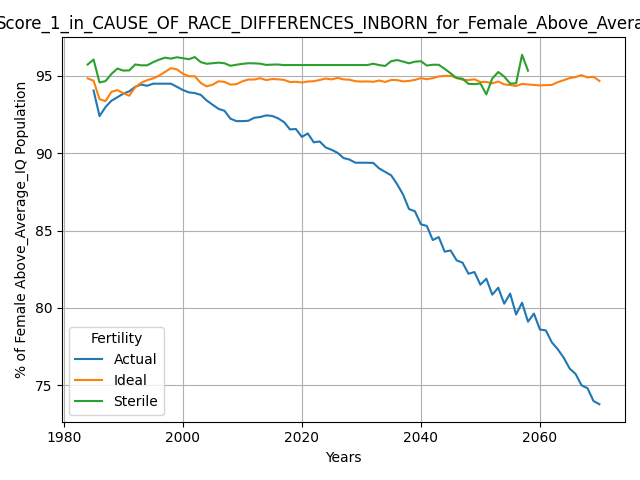 Score_1_in_CAUSE_OF_RACE_DIFFERENCES_INBORN_for_Female_Above_Avera
% of Female Above_Average_IQ Population
95
90
85
80
75
Fertility
Actual
Ideal
Sterile
1980 2000 2020 2040 2060
Years